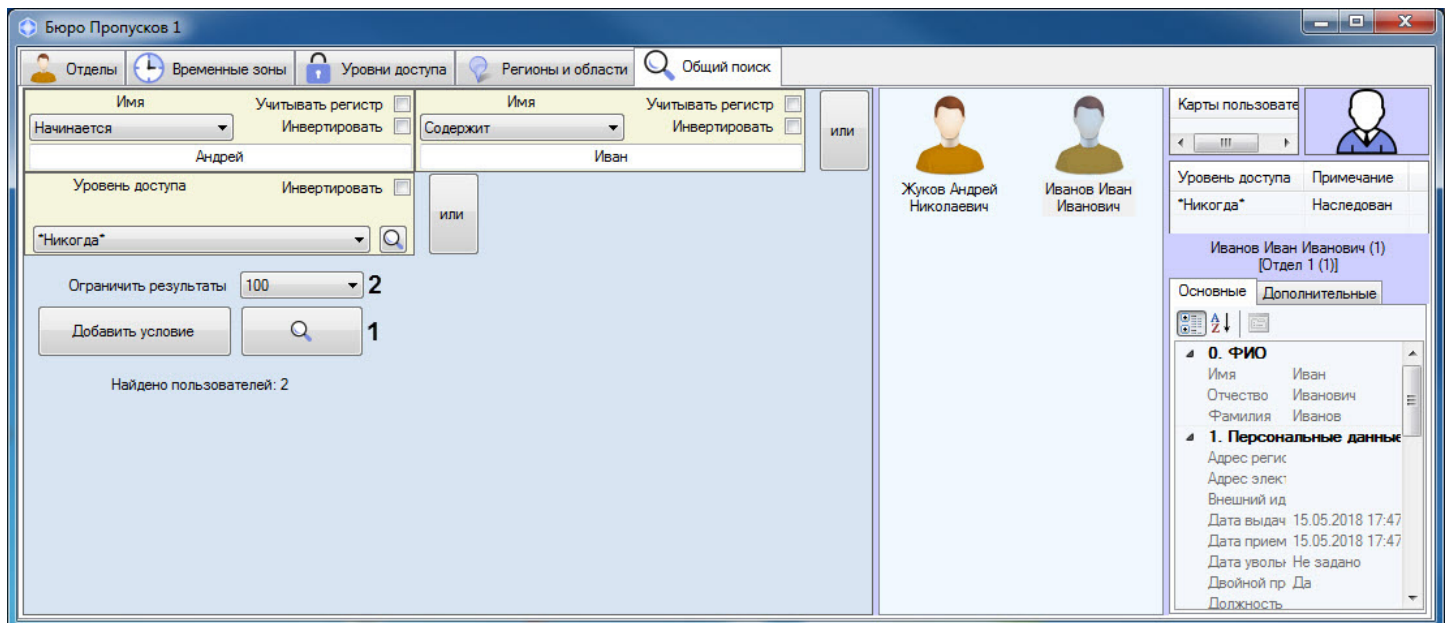 Бюро Пропусков 1
Отделы Временные зоны Уровни доступа Регионы и области Общий поиск
Имя Учитывать регистр
Начинается Инвертировать
Андрей
Имя Учитывать регистр
Содержит Инвертировать
Иван
или
Уровень доступа Инвертировать
*Никогда*
или
Ограничить результаты 100 2
Добавить условие 1
Найдено пользователей: 2
Жуков Андрей
Николаевич
Иванов Иван
Иванович
Карты пользовате
Уровень доступа Примечание
*Никогда* Наследован
Иванов Иван Иванович (1)
[Отдел 1 (1)]
Основные Дополнительные
0. ФИО
Имя Иван
Отчество Иванович
Фамилия Иванов
1. Персональные данные
Адрес регис
Адрес элект
Внешний ид
Дата выдач 15.05.2018 17:47
Дата прием 15.05.2018 17:47
Дата увольн Не задано
Двойной пр Да
Должность